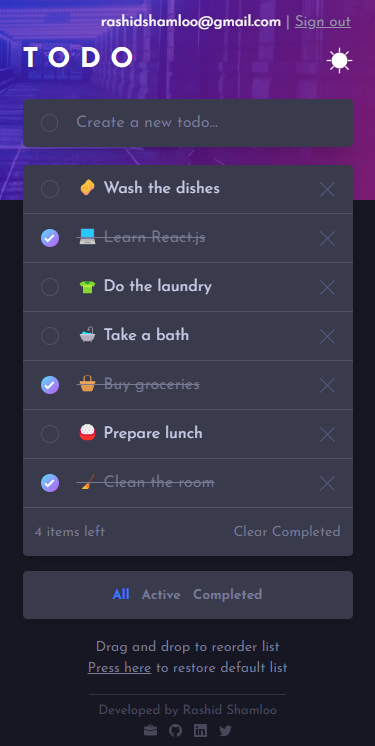 rashidshamloo@gmail.com | Sign out
TODO
Create a new todo...
Wash the dishes
Learn React.js
Do the laundry
Take a bath
Buy groceries
Prepare lunch
Clean the room
4 items left Clear Completed
All Active Completed
Drag and drop to reorder list
Press here to restore default list
Developed by Rashid Shamloo